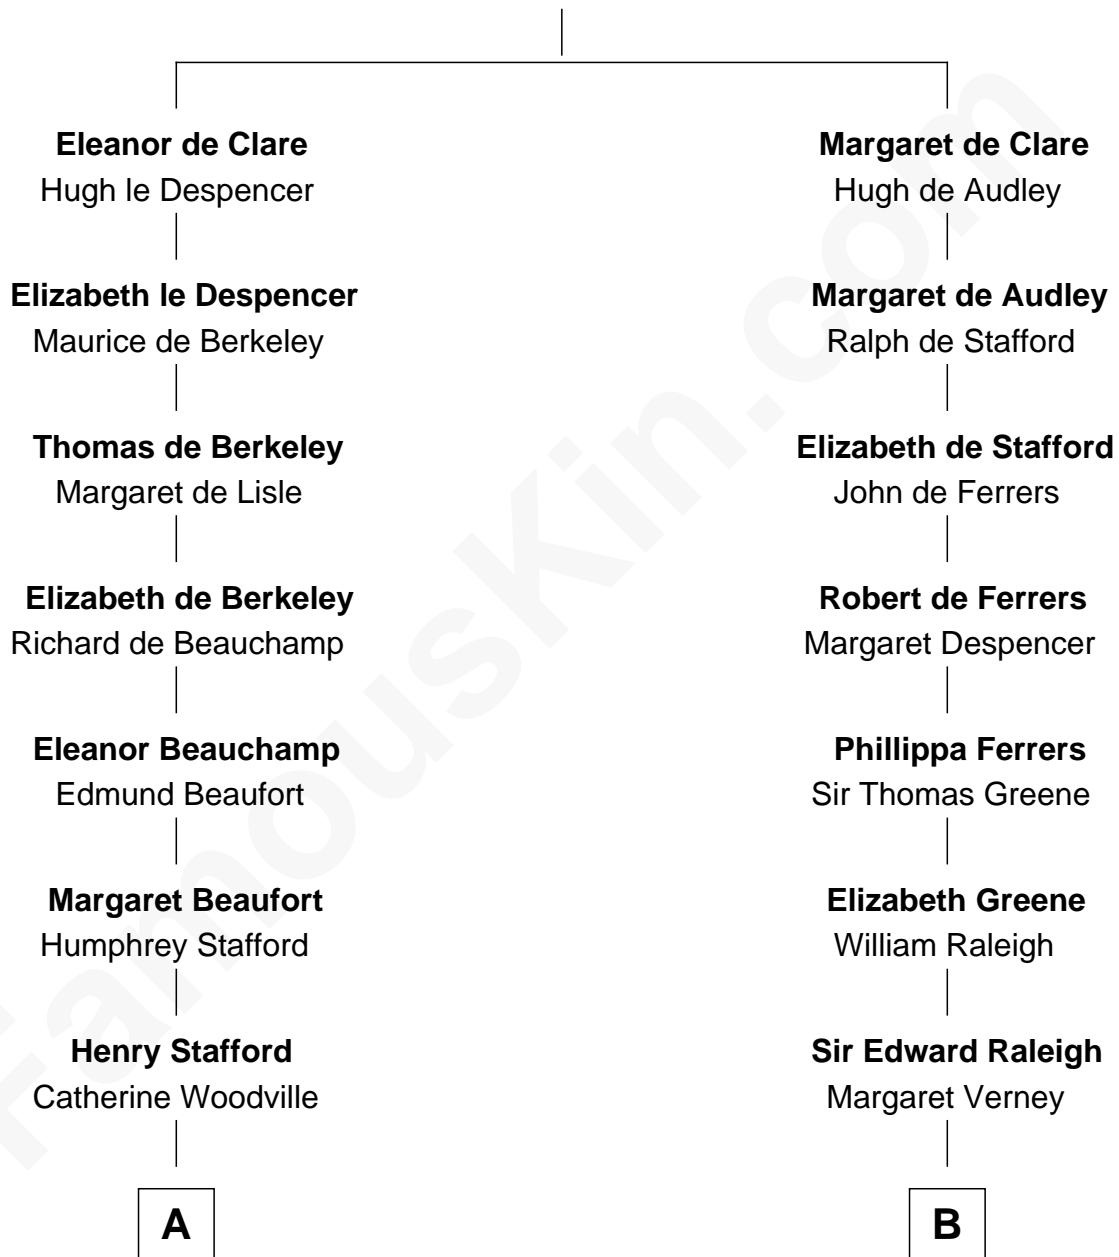 Eleanor de Clare
Hugh le Despencer
Elizabeth le Despencer
Maurice de Berkeley
Thomas de Berkeley
Margaret de Lisle
Elizabeth de Berkeley
Richard de Beauchamp
Eleanor Beauchamp
Edmund Beaufort
Margaret Beaufort
Humphrey Stafford
Henry Stafford
Catherine Woodville
A
Margaret de Clare
Hugh de Audley
Margaret de Audley
Ralph de Stafford
Elizabeth de Stafford
John de Ferrers
Robert de Ferrers
Margaret Despencer
Phillippa Ferrers
Sir Thomas Greene
Elizabeth Greene
William Raleigh
Sir Edward Raleigh
Margaret Verney
B
FamousKin.com